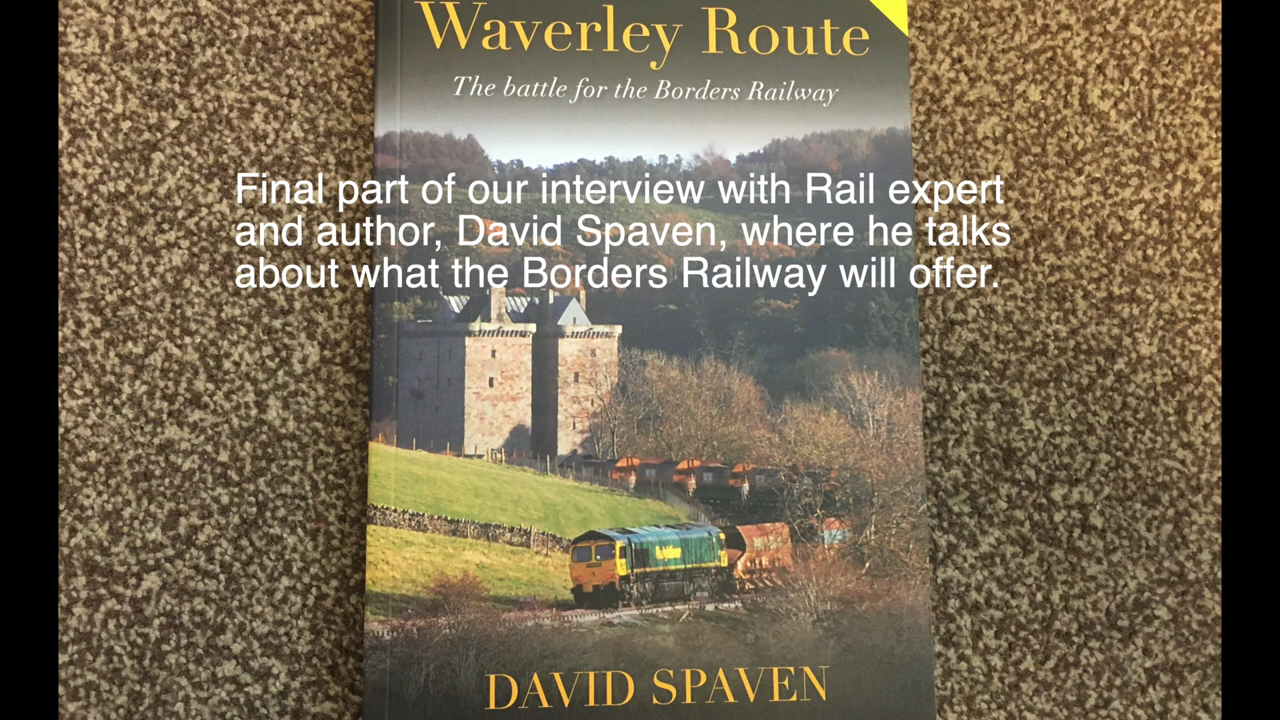 Waverley Route
The battle for the Borders Railway
Final part of our interview with Rail expert
and author, David Spaven, where he talks
about what the Borders Railway will offer.
DAVID SPAVEN